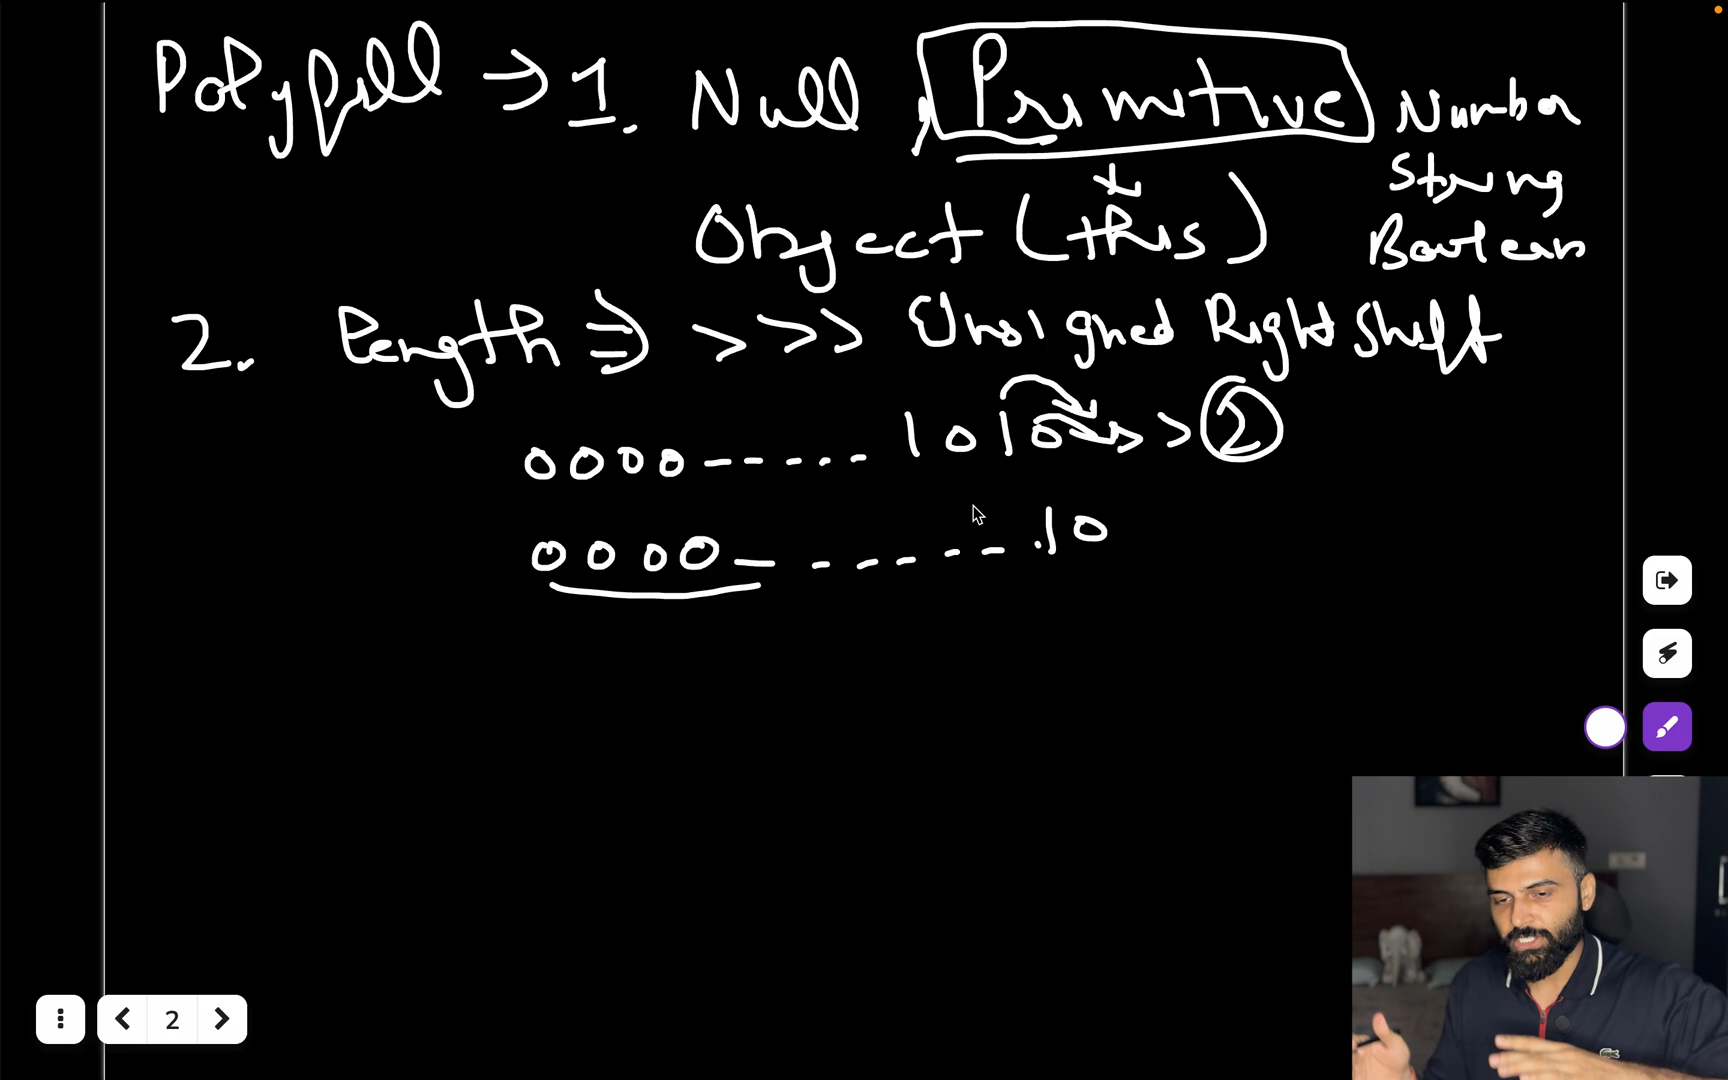 Polyfill → 1. Null, Primitive Number
String
Object (this) Boolean
2. length ⇒ >>> Unsigned Right Shift
0000----- 1010 >> 2
0000- ------ .10
2